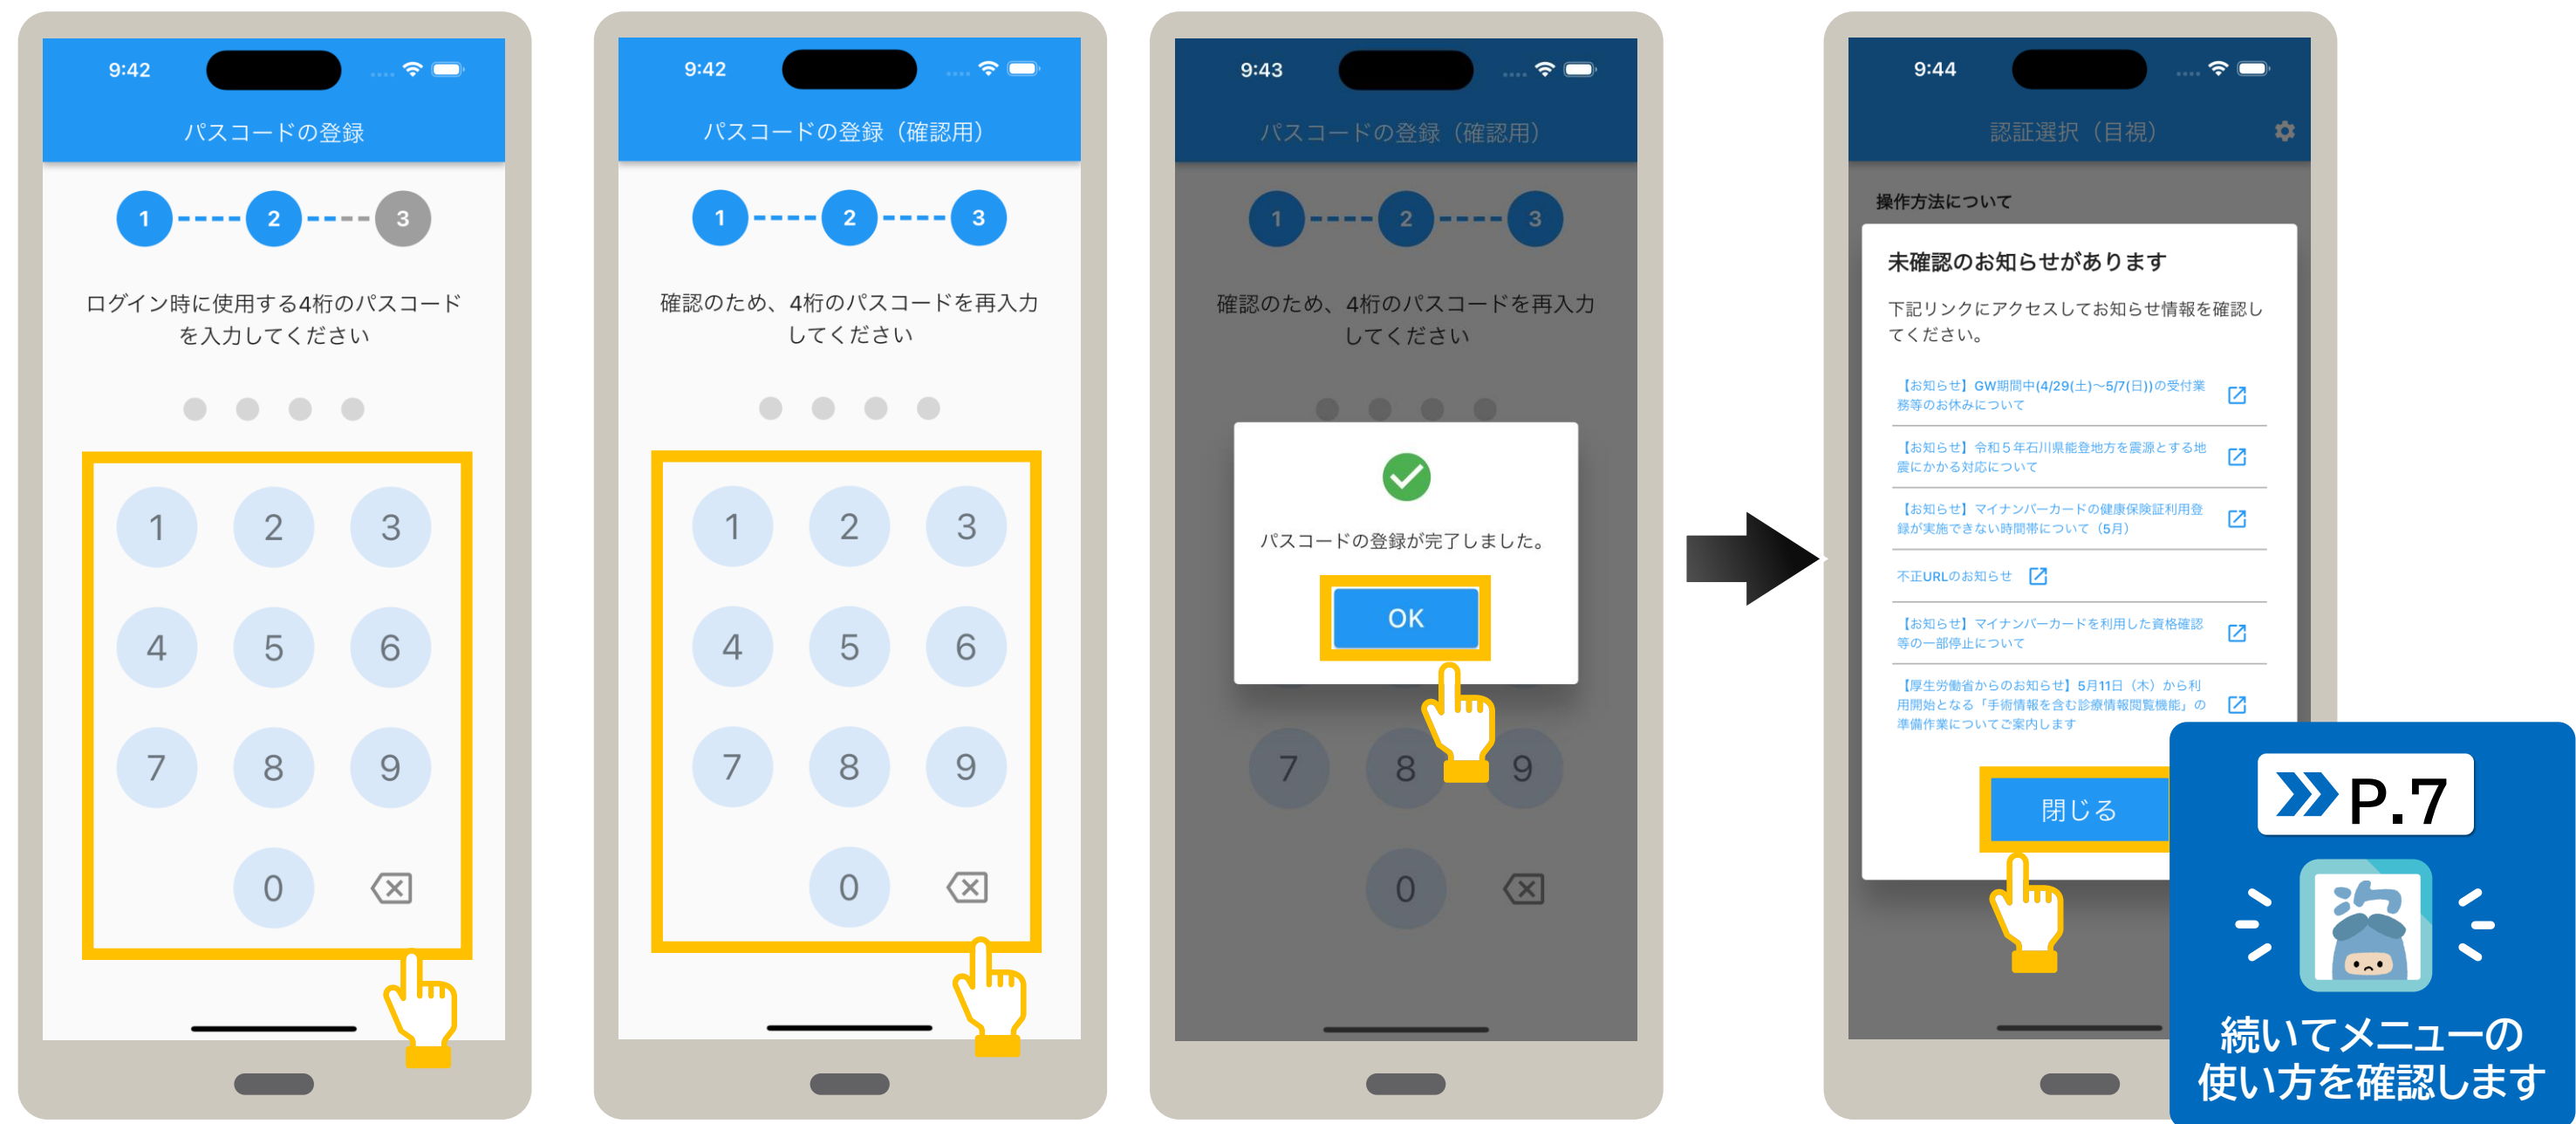 9:42
パスコードの登録
1
2
3
ログイン時に使用する4桁のパスコード
を入力してください
1 2 3
4 5 6
7 8 9
0
9:42
パスコードの登録（確認用）
1
2
3
確認のため、4桁のパスコードを再入力
してください
1 2 3
4 5 6
7 8 9
0
9:43
パスコードの登録（確認用）
1
2
3
確認のため、4桁のパスコードを再入力
してください
パスコードの登録が完了しました。
OK
7 8 9
0
9:44
認証選択（目視）
操作方法について
未確認のお知らせがあります
下記リンクにアクセスしてお知らせ情報を確認し
てください。
【お知らせ】GW期間中(4/29(土)〜5/7(日))の受付業
務等のお休みについて
【お知らせ】令和５年石川県能登地方を震源とする地
震にかかる対応について
【お知らせ】マイナンバーカードの健康保険証利用登
録が実施できない時間帯について（5月）
不正URLのお知らせ
【お知らせ】マイナンバーカードを利用した資格確認
等の一部停止について
【厚生労働省からのお知らせ】5月11日（木）から利
用開始となる「手術情報を含む診療情報閲覧機能」の
準備作業についてご案内します
閉じる
P.7
続いてメニューの
使い方を確認します